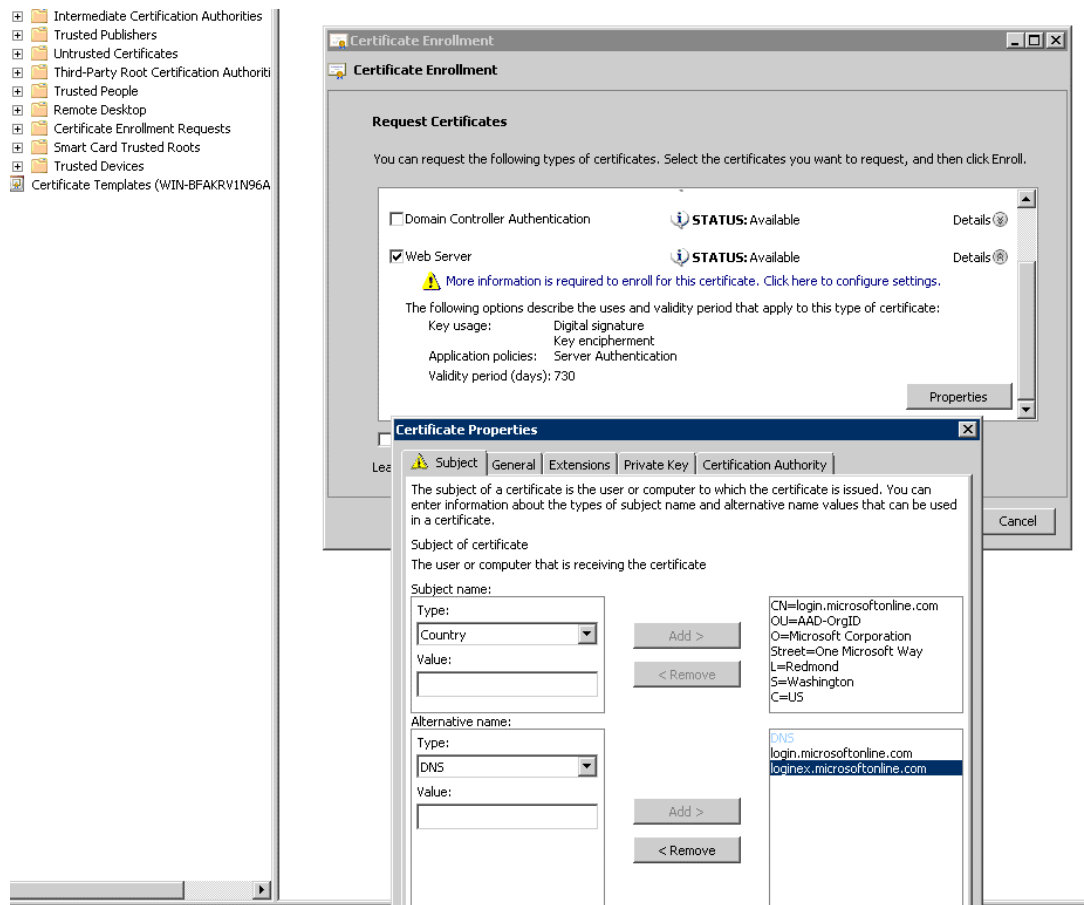 Intermediate Certification Authorities
Trusted Publishers
Untrusted Certificates
Third-Party Root Certification Authoriti
Trusted People
Remote Desktop
Certificate Enrollment Requests
Smart Card Trusted Roots
Trusted Devices
Certificate Templates (WIN-BFAKRV1N96A
Certificate Enrollment
Certificate Enrollment
Request Certificates
You can request the following types of certificates. Select the certificates you want to request, and then click Enroll.
Domain Controller Authentication STATUS: Available Details
Web Server STATUS: Available Details
More information is required to enroll for this certificate. Click here to configure settings.
The following options describe the uses and validity period that apply to this type of certificate:
Key usage: Digital signature
Key encipherment
Application policies: Server Authentication
Validity period (days): 730
Properties
Lea
Cancel
Certificate Properties
Subject General Extensions Private Key Certification Authority
The subject of a certificate is the user or computer to which the certificate is issued. You can
enter information about the types of subject name and alternative name values that can be used
in a certificate.
Subject of certificate
The user or computer that is receiving the certificate
Subject name:
Type:
Country
Value:
Add >
< Remove
CN=login.microsoftonline.com
OU=AAD-OrgID
O=Microsoft Corporation
Street=One Microsoft Way
L=Redmond
S=Washington
C=US
Alternative name:
Type:
DNS
Value:
Add >
< Remove
DNS
login.microsoftonline.com
loginex.microsoftonline.com